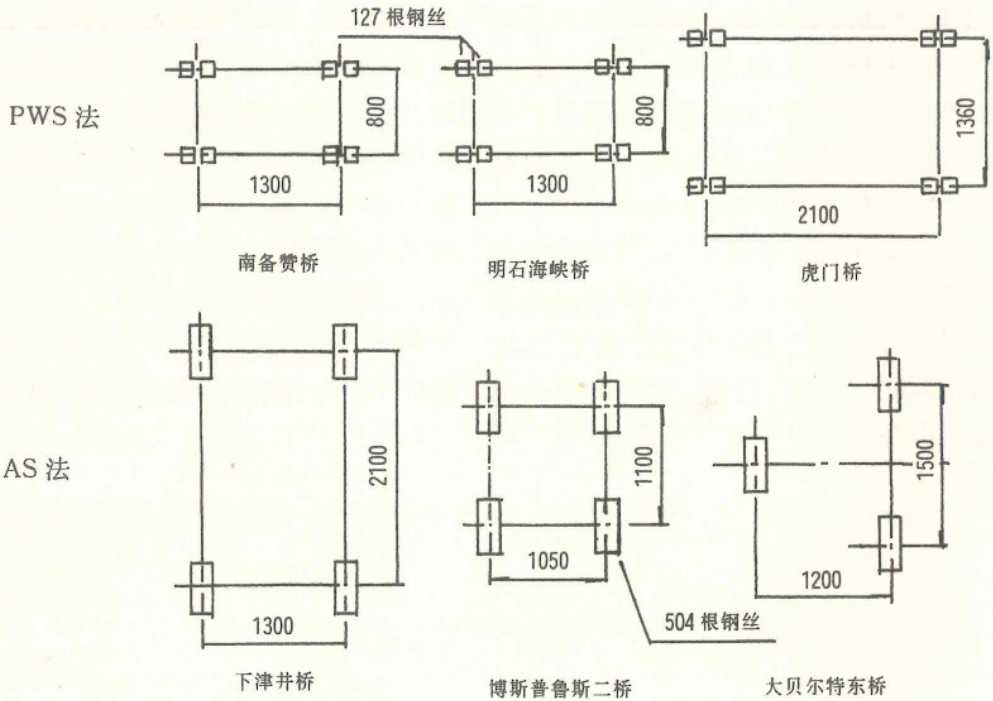 127 根钢丝
PWS 法
800
1300
800
1300
1360
2100
南备赞桥
明石海峡桥
虎门桥
AS 法
2100
1300
1100
1050
504 根钢丝
1500
1200
下津井桥
博斯普鲁斯二桥
大贝尔特东桥